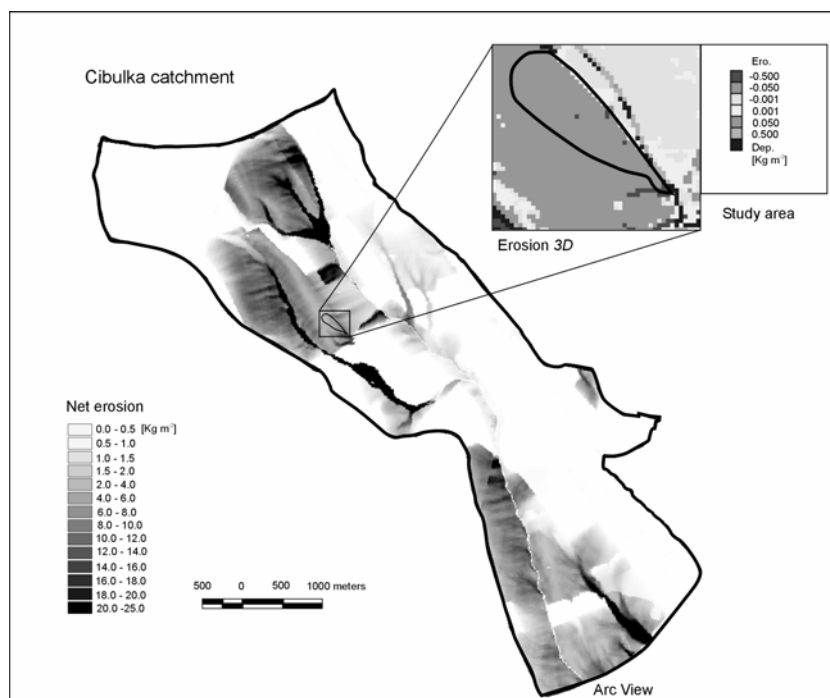 Cibulka catchment
Ero.
-0.500
-0.050
-0.001
0.001
0.050
0.500
Dep.
[Kg m⁻²]
Study area
Erosion 3D
Net erosion
0.0 - 0.5 [Kg m⁻²]
0.5 - 1.0
1.0 - 1.5
1.5 - 2.0
2.0 - 4.0
4.0 - 6.0
6.0 - 8.0
8.0 - 10.0
10.0 - 12.0
12.0 - 14.0
14.0 - 16.0
16.0 - 18.0
18.0 - 20.0
20.0 -25.0
500 0 500 1000 meters
Arc View